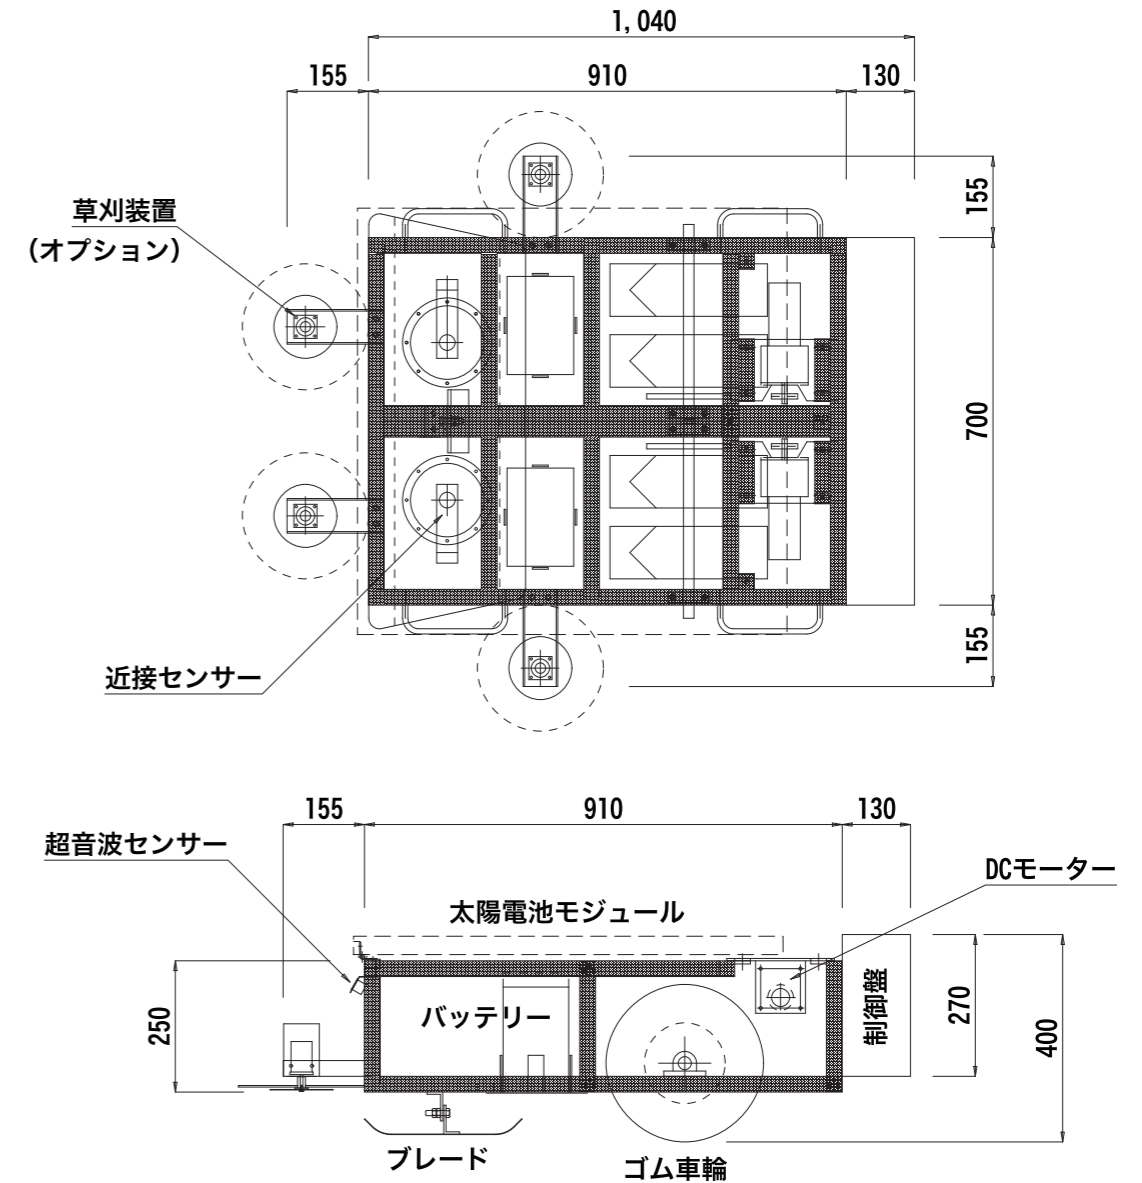 1,040
155
910
130
草刈装置
（オプション）
155
700
155
近接センサー
155
910
130
超音波センサー
DCモーター
太陽電池モジュール
バッテリー
制御盤
250
270
400
ブレード
ゴム車輪